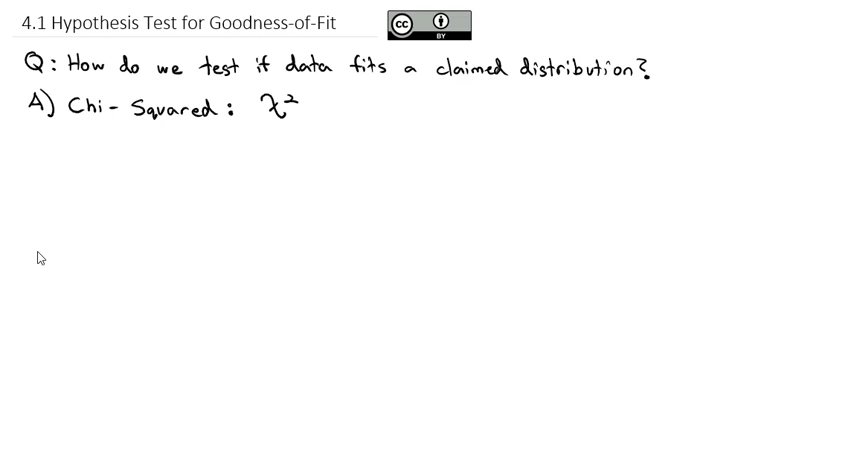 4.1 Hypothesis Test for Goodness-of-Fit
cc BY
Q: How do we test if data fits a claimed distribution?
A) Chi-Squared: χ²